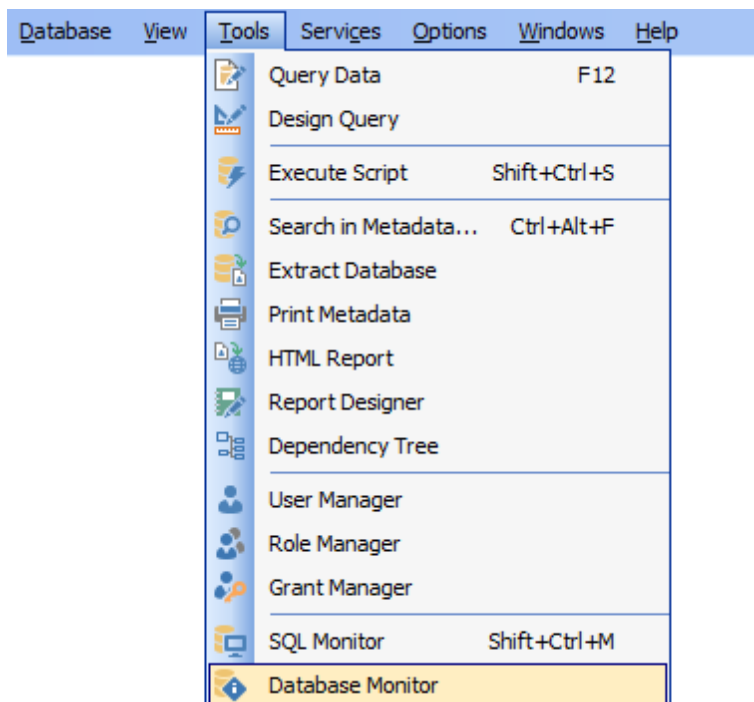 Database View Tools Services Options Windows Help
Query Data F12
Design Query
Execute Script Shift+Ctrl+S
Search in Metadata... Ctrl+Alt+F
Extract Database
Print Metadata
HTML Report
Report Designer
Dependency Tree
User Manager
Role Manager
Grant Manager
SQL Monitor Shift+Ctrl+M
Database Monitor